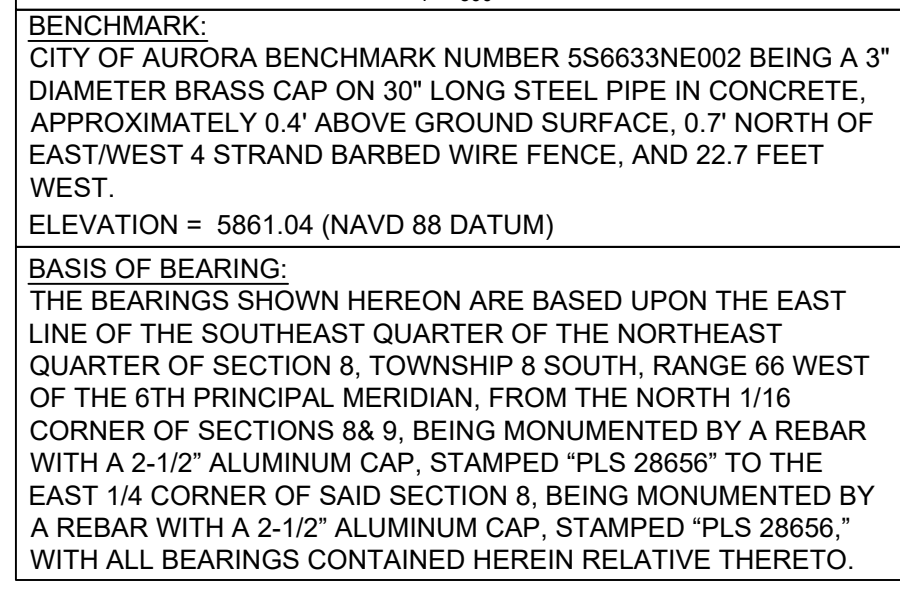 BENCHMARK:
CITY OF AURORA BENCHMARK NUMBER 5S6633NE002 BEING A 3"
DIAMETER BRASS CAP ON 30" LONG STEEL PIPE IN CONCRETE,
APPROXIMATELY 0.4' ABOVE GROUND SURFACE, 0.7' NORTH OF
EAST/WEST 4 STRAND BARBED WIRE FENCE, AND 22.7 FEET
WEST.
ELEVATION = 5861.04 (NAVD 88 DATUM)
BASIS OF BEARING:
THE BEARINGS SHOWN HEREON ARE BASED UPON THE EAST
LINE OF THE SOUTHEAST QUARTER OF THE NORTHEAST
QUARTER OF SECTION 8, TOWNSHIP 8 SOUTH, RANGE 66 WEST
OF THE 6TH PRINCIPAL MERIDIAN, FROM THE NORTH 1/16
CORNER OF SECTIONS 8& 9, BEING MONUMENTED BY A REBAR
WITH A 2-1/2” ALUMINUM CAP, STAMPED “PLS 28656” TO THE
EAST 1/4 CORNER OF SAID SECTION 8, BEING MONUMENTED BY
A REBAR WITH A 2-1/2” ALUMINUM CAP, STAMPED “PLS 28656,”
WITH ALL BEARINGS CONTAINED HEREIN RELATIVE THERETO.